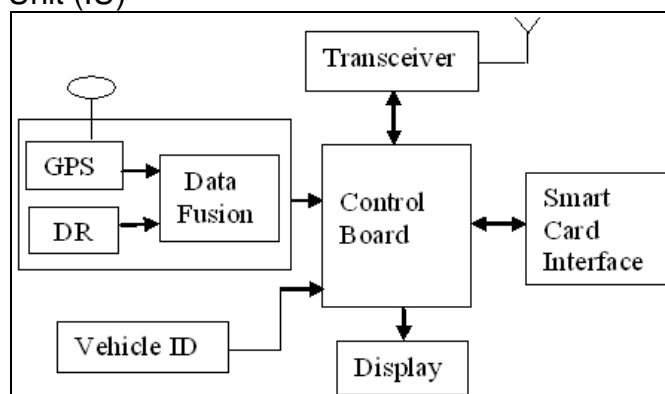 Unit (IU)
Transceiver
GPS
Data
Fusion
DR
Control
Board
Smart
Card
Interface
Vehicle ID
Display